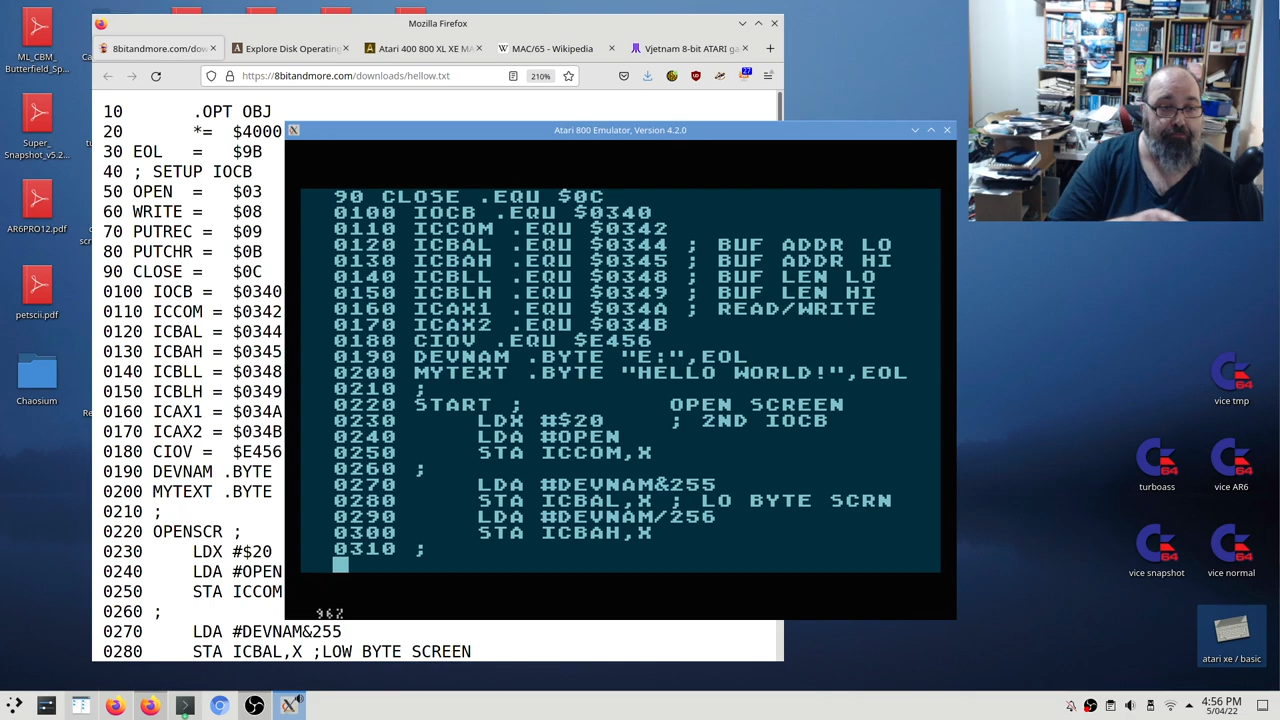 Mozilla Firefox
8bitandmore.com/dow
Explore Disk Operating
Atari 400 800 XL XE MA
MAC/65 - Wikipedia
Vjetnam 8-bit ATARI ga
https://8bitandmore.com/downloads/hellow.txt
210%
27
10 .OPT OBJ
20 *= $4000
30 EOL = $9B
40 ; SETUP IOCB
50 OPEN = $03
60 WRITE = $08
70 PUTREC = $09
80 PUTCHR = $0B
90 CLOSE = $0C
0100 IOCB = $0340
0110 ICCOM = $0342
0120 ICBAL = $0344
0130 ICBAH = $0345
0140 ICBLL = $0348
0150 ICBLH = $0349
0160 ICAX1 = $034A
0170 ICAX2 = $034B
0180 CIOV = $E456
0190 DEVNAM .BYTE
0200 MYTEXT .BYTE
0210 ;
0220 OPENSCR ;
0230 LDX #$20
0240 LDA #OPEN
0250 STA ICCOM
0260 ;
0270 LDA #DEVNAM&255
0280 STA ICBAL,X ;LOW BYTE SCREEN
Atari 800 Emulator, Version 4.2.0
90 CLOSE .EQU $0C
0100 IOCB .EQU $0340
0110 ICCOM .EQU $0342
0120 ICBAL .EQU $0344 ; BUF ADDR LO
0130 ICBAH .EQU $0345 ; BUF ADDR HI
0140 ICBLL .EQU $0348 ; BUF LEN LO
0150 ICBLH .EQU $0349 ; BUF LEN HI
0160 ICAX1 .EQU $034A ; READ/WRITE
0170 ICAX2 .EQU $034B
0180 CIOV .EQU $E456
0190 DEVNAM .BYTE "E:",EOL
0200 MYTEXT .BYTE "HELLO WORLD!",EOL
0210 ;
0220 START ; OPEN SCREEN
0230 LDX #$20 ; 2ND IOCB
0240 LDA #OPEN
0250 STA ICCOM,X
0260 ;
0270 LDA #DEVNAM&255
0280 STA ICBAL,X ; LO BYTE SCRN
0290 LDA #DEVNAM/256
0300 STA ICBAH,X
0310 ;
96%
ML_CBM_
Butterfield_Sp...
Super_
Snapshot_v5.2...
AR6PRO12.pdf
petscii.pdf
Chaosium
vice tmp
turboass
vice AR6
vice snapshot
vice normal
atari xe / basic
4:56 PM
5/04/22